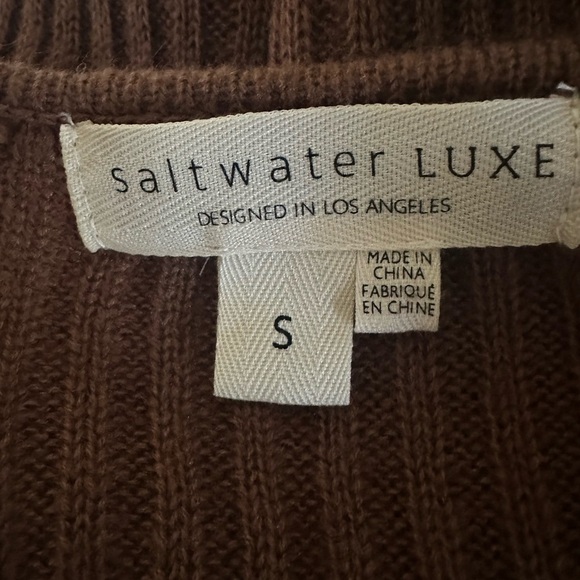 saltwater LUXE
DESIGNED IN LOS ANGELES
S
MADE IN
CHINA
FABRIQUÉ
EN CHINE